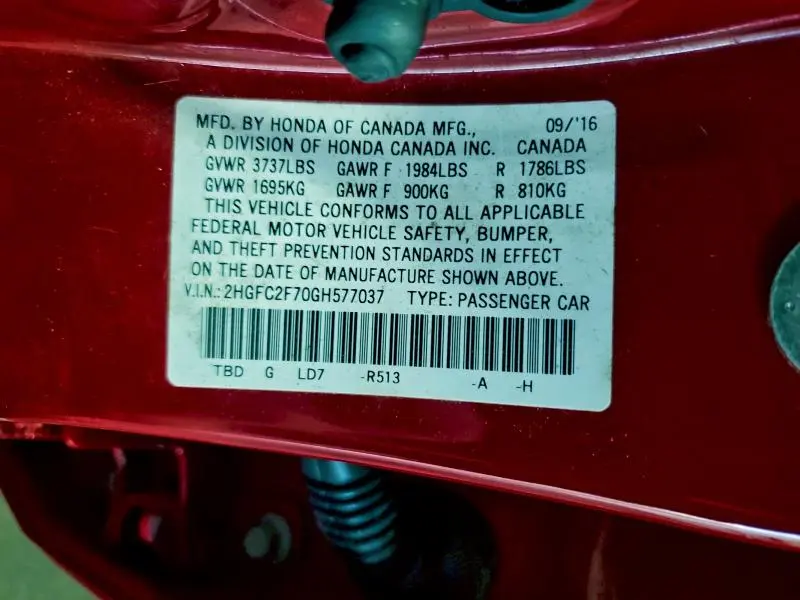 MFD. BY HONDA OF CANADA MFG., 09/'16
A DIVISION OF HONDA CANADA INC. CANADA
GVWR 3737LBS GAWR F 1984LBS R 1786LBS
GVWR 1695KG GAWR F 900KG R 810KG
THIS VEHICLE CONFORMS TO ALL APPLICABLE
FEDERAL MOTOR VEHICLE SAFETY, BUMPER,
AND THEFT PREVENTION STANDARDS IN EFFECT
ON THE DATE OF MANUFACTURE SHOWN ABOVE.
V.I.N.: 2HGFC2F70GH577037 TYPE: PASSENGER CAR
TBD G LD7 -R513 -A -H